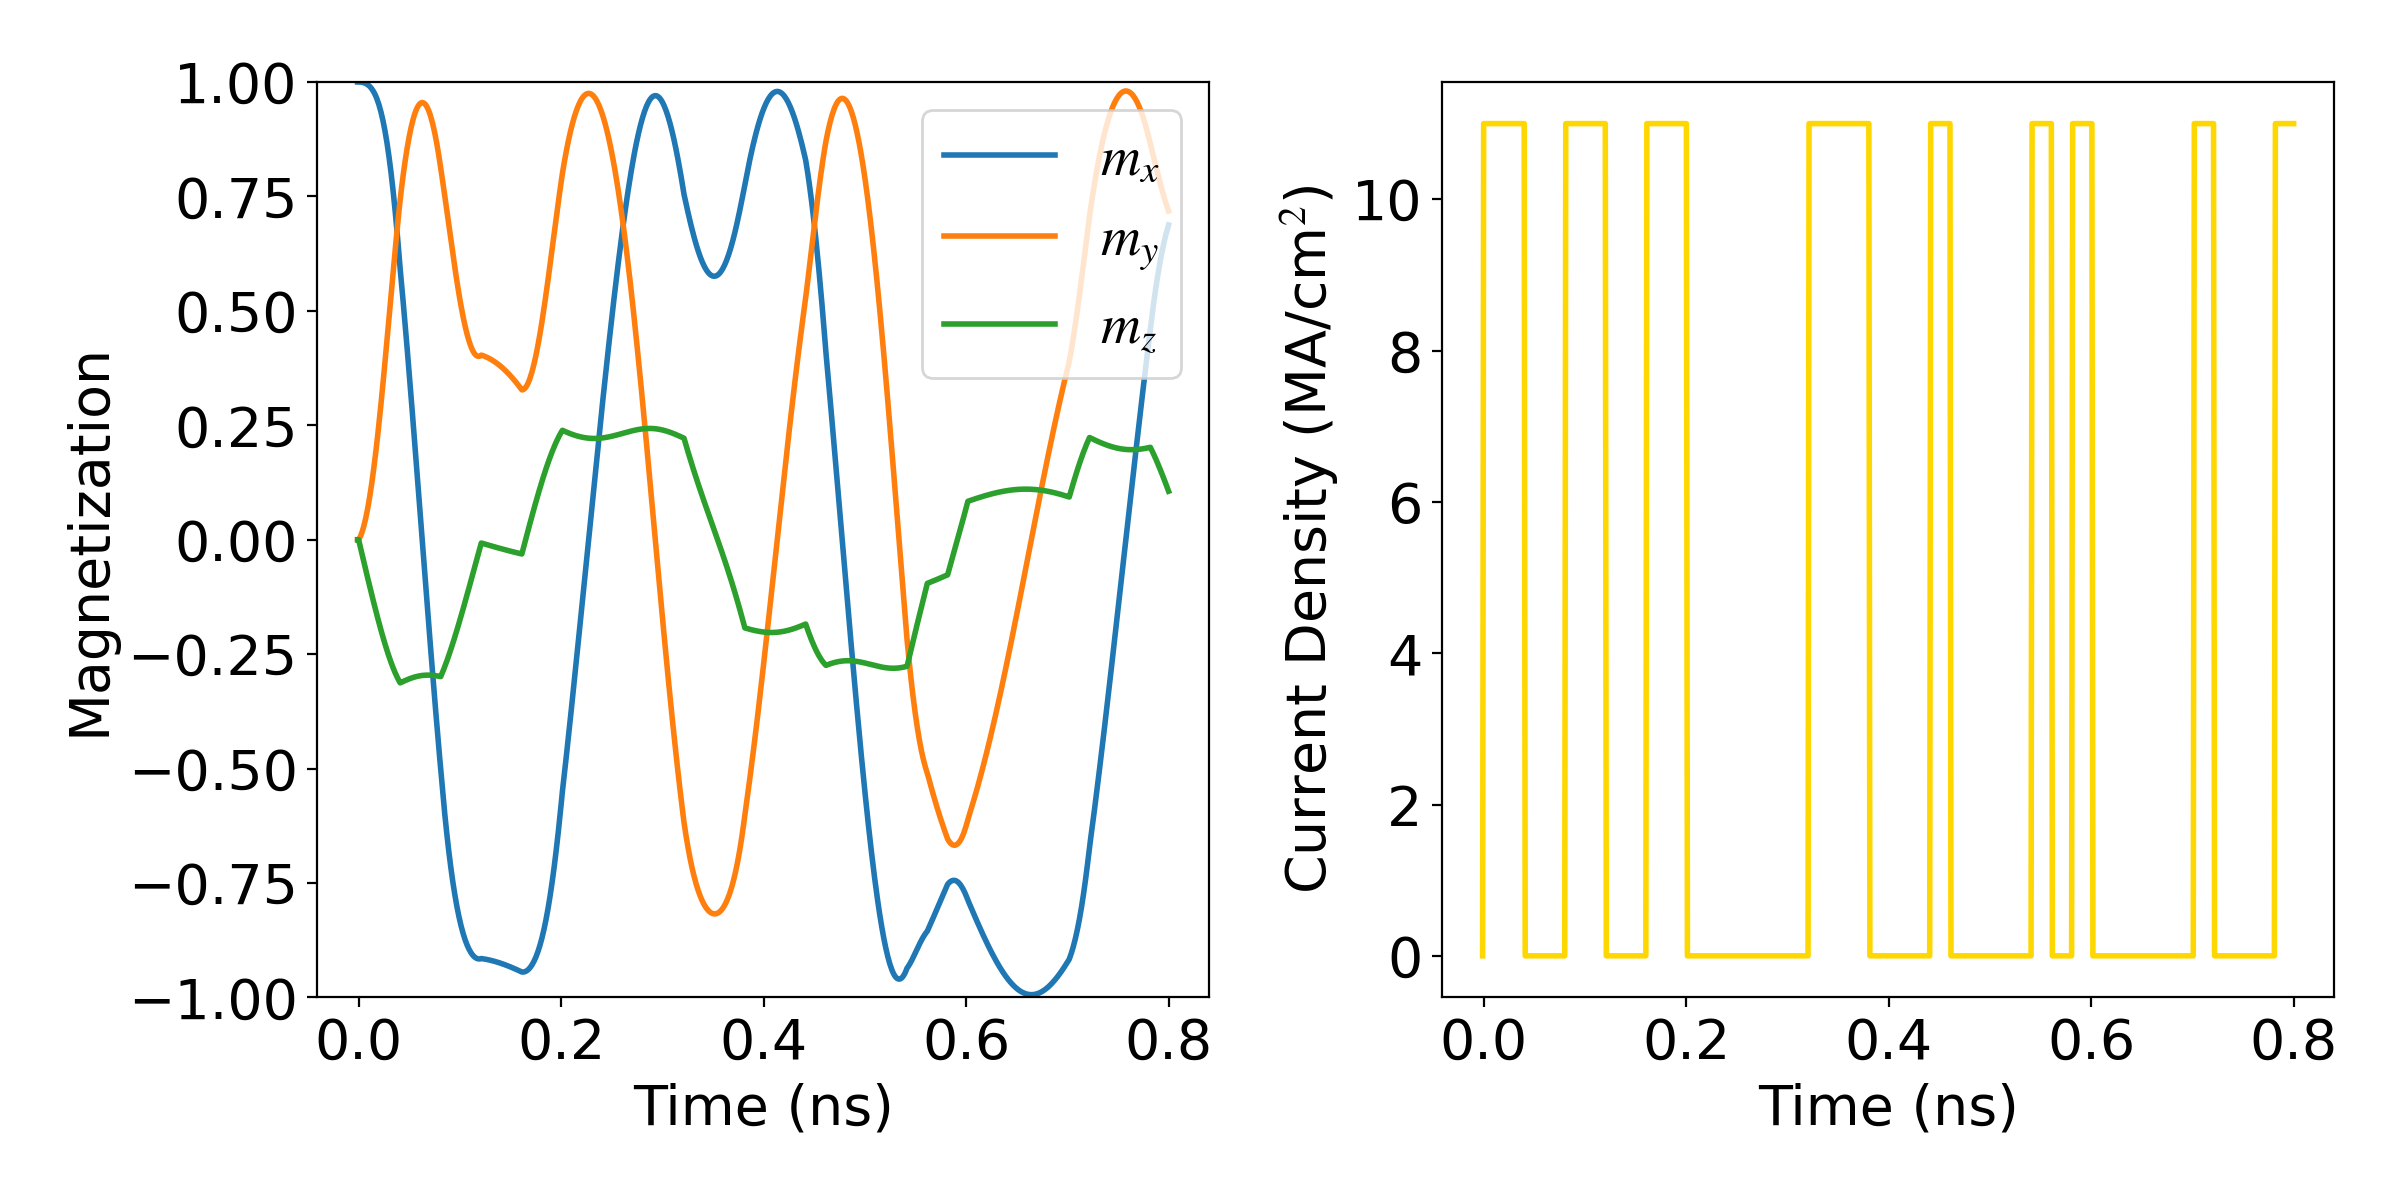 1.00
0.75
0.50
0.25
0.00
−0.25
−0.50
−0.75
−1.00
Magnetization
0.0 0.2 0.4 0.6 0.8
Time (ns)
m_x
m_y
m_z
10
8
6
4
2
0
Current Density (MA/cm²)
0.0 0.2 0.4 0.6 0.8
Time (ns)